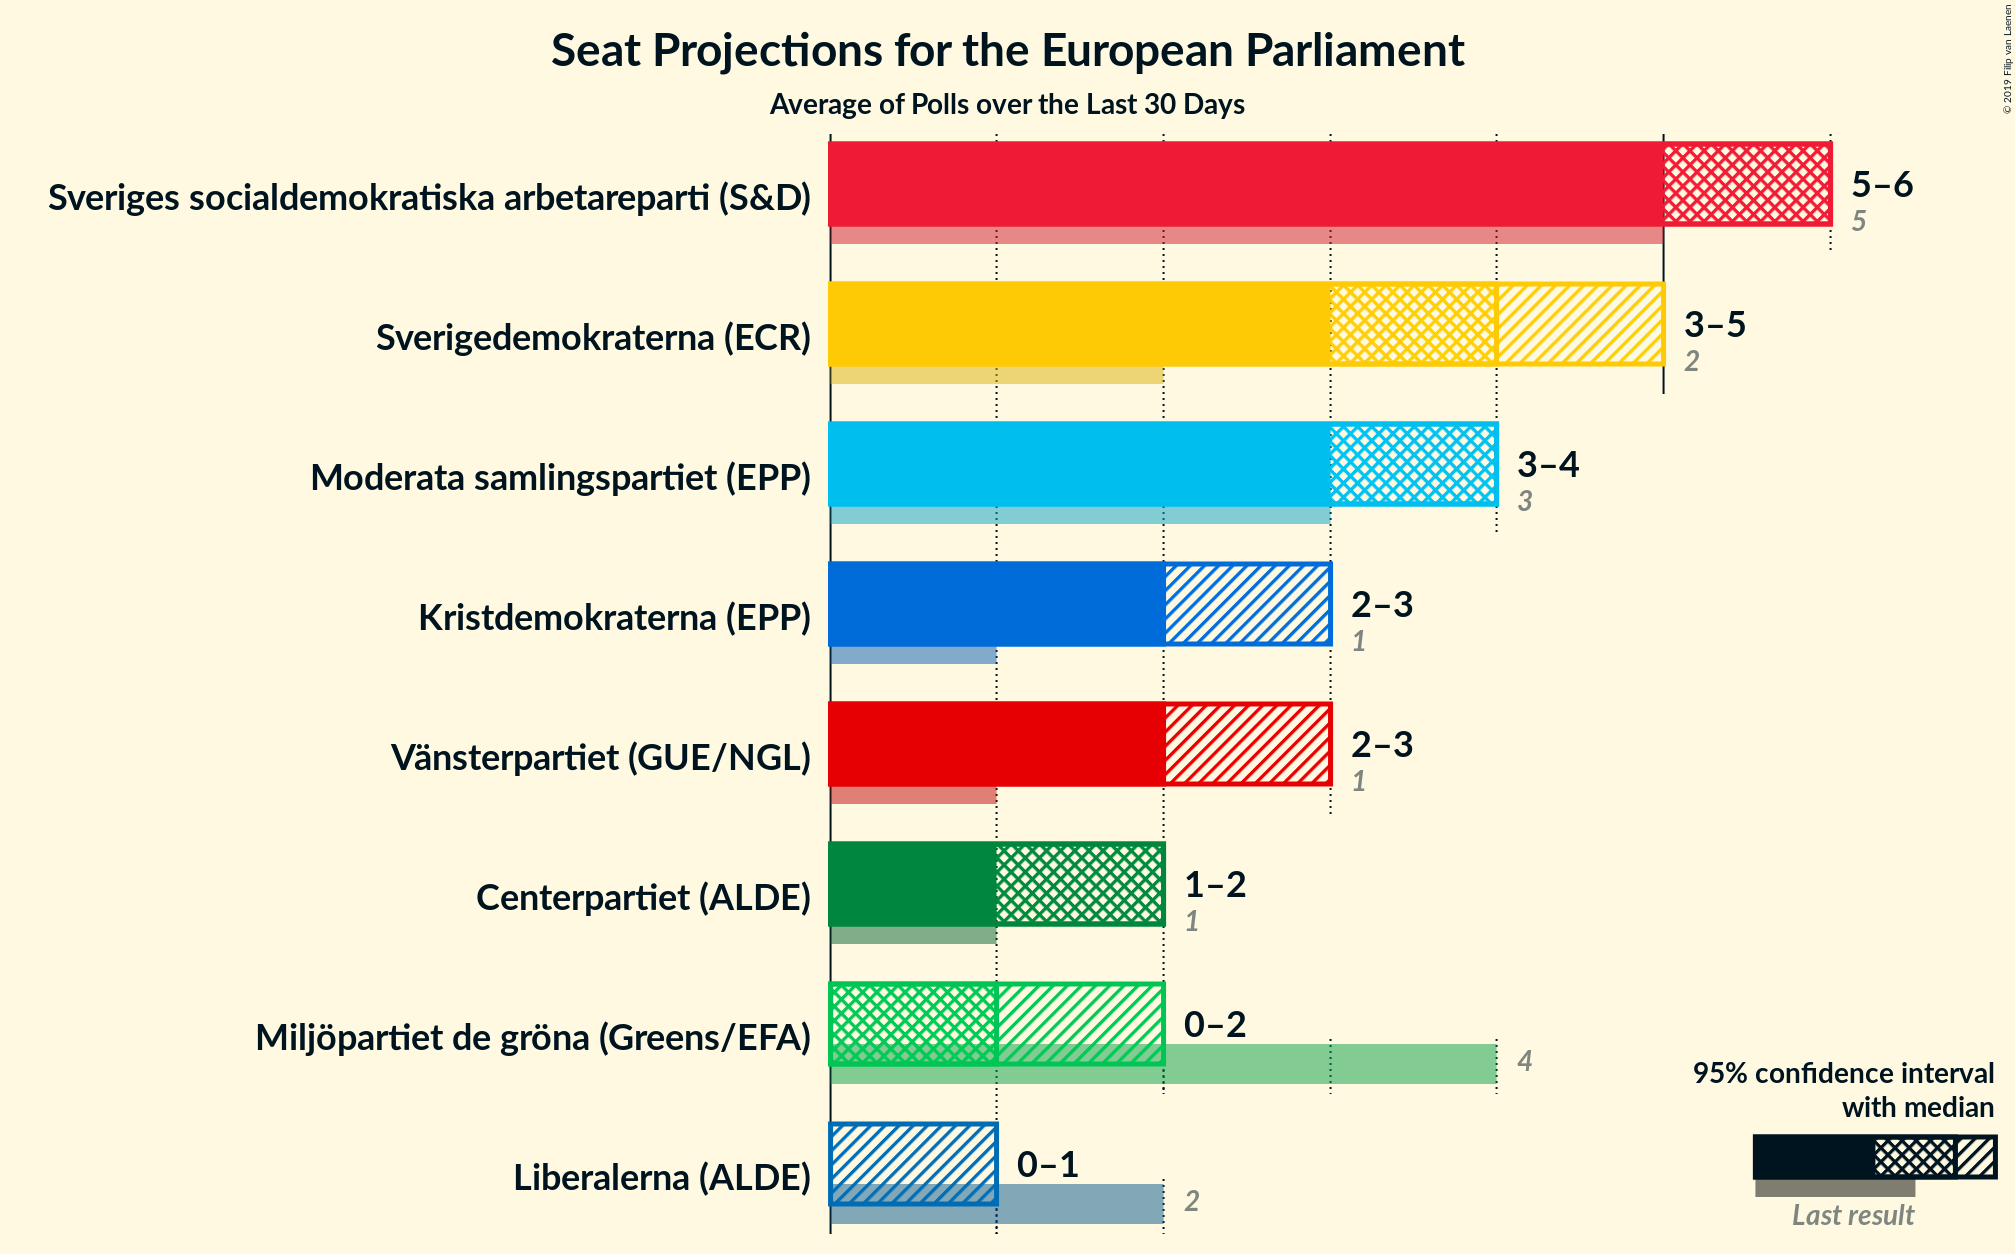 Seat Projections for the European Parliament
Average of Polls over the Last 30 Days
© 2019 Filip van Laenen
Sveriges socialdemokratiska arbetareparti (S&D)
5–6
5
Sverigedemokraterna (ECR)
3–5
2
Moderata samlingspartiet (EPP)
3–4
3
Kristdemokraterna (EPP)
2–3
1
Vänsterpartiet (GUE/NGL)
2–3
1
Centerpartiet (ALDE)
1–2
1
Miljöpartiet de gröna (Greens/EFA)
0–2
4
Liberalerna (ALDE)
0–1
2
95% confidence interval
with median
Last result